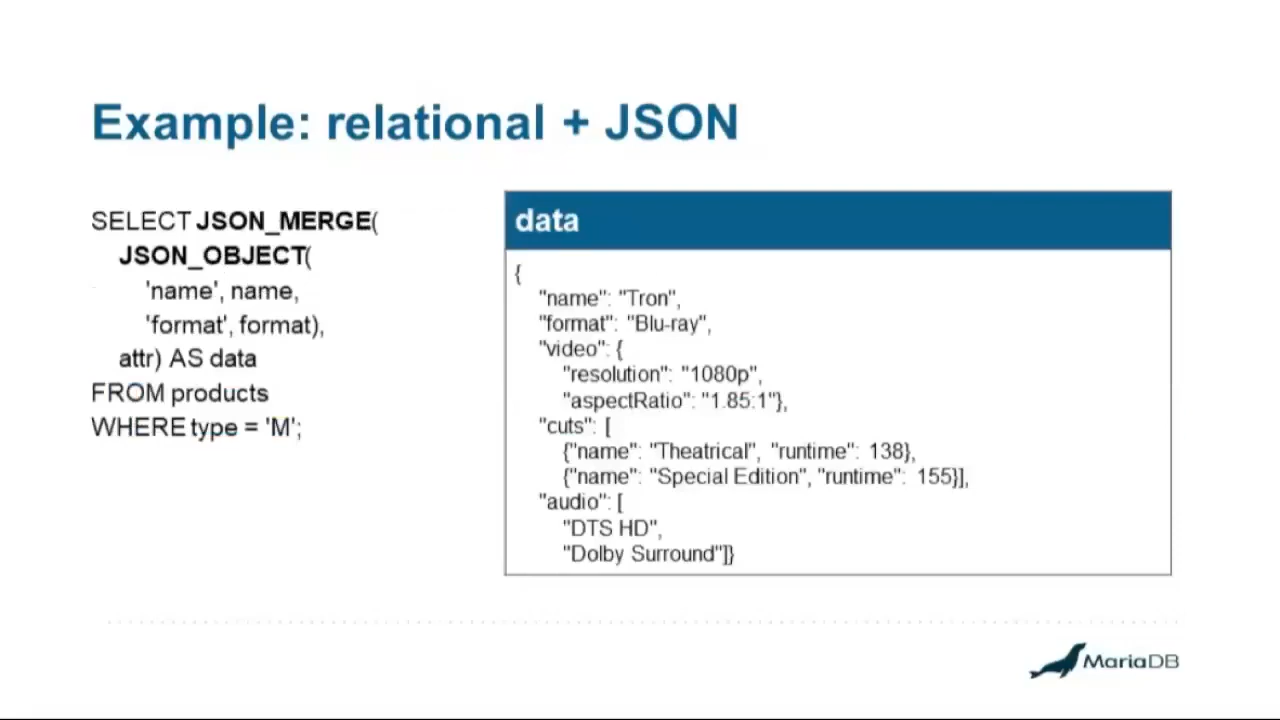 Example: relational + JSON
SELECT JSON_MERGE(
JSON_OBJECT(
'name', name,
'format', format),
attr) AS data
FROM products
WHERE type = 'M';
data
{
"name": "Tron",
"format": "Blu-ray",
"video": {
"resolution": "1080p",
"aspectRatio": "1.85:1"},
"cuts": [
{"name": "Theatrical", "runtime": 138},
{"name": "Special Edition", "runtime": 155}],
"audio": [
"DTS HD",
"Dolby Surround"]}
MariaDB